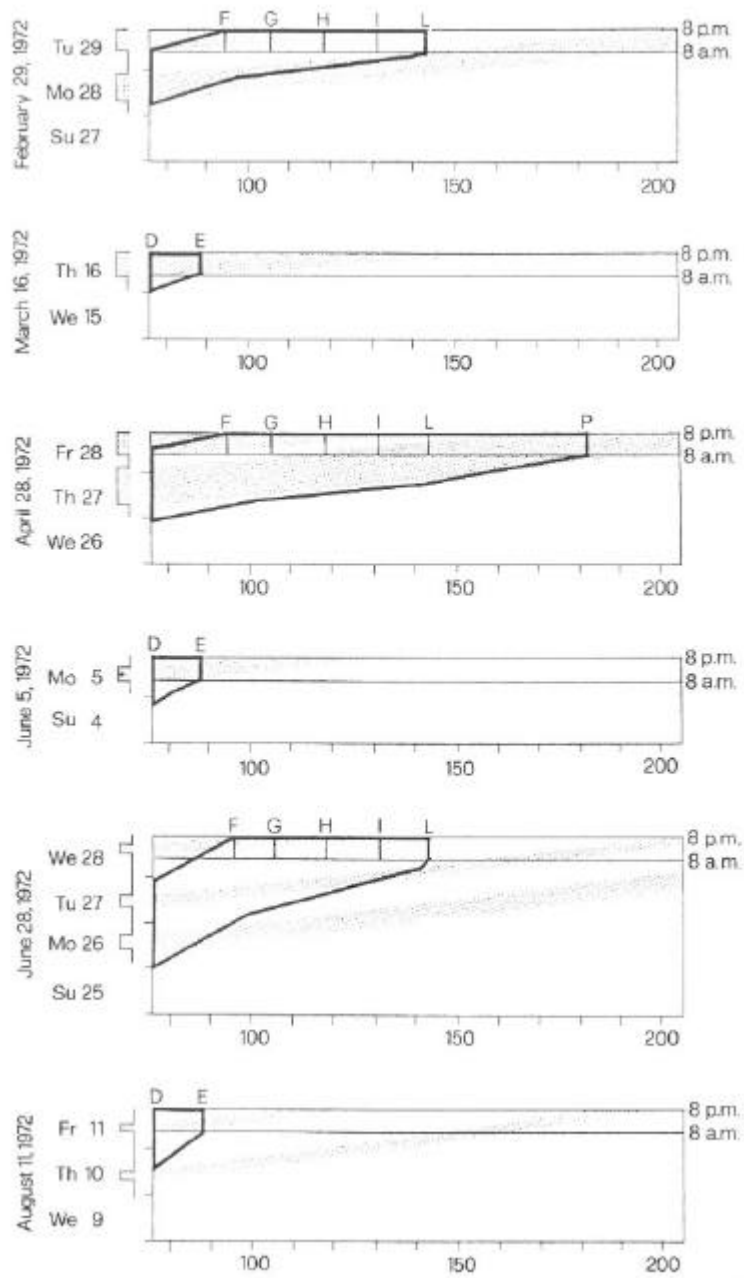 February 29, 1972
F G H I L
8 p.m.
Tu 29
8 a.m.
Mo 28
Su 27
100 150 200
March 16, 1972
D E
8 p.m.
Th 16
8 a.m.
We 15
100 150 200
April 28, 1972
F G H I L P
8 p.m.
Fr 28
8 a.m.
Th 27
We 26
100 150 200
June 5, 1972
D E
8 p.m.
Mo 5
8 a.m.
Su 4
100 150 200
June 28, 1972
F G H I L
8 p.m.
We 28
8 a.m.
Tu 27
Mo 26
Su 25
100 150 200
August 11, 1972
D E
8 p.m.
Fr 11
8 a.m.
Th 10
We 9
100 150 200